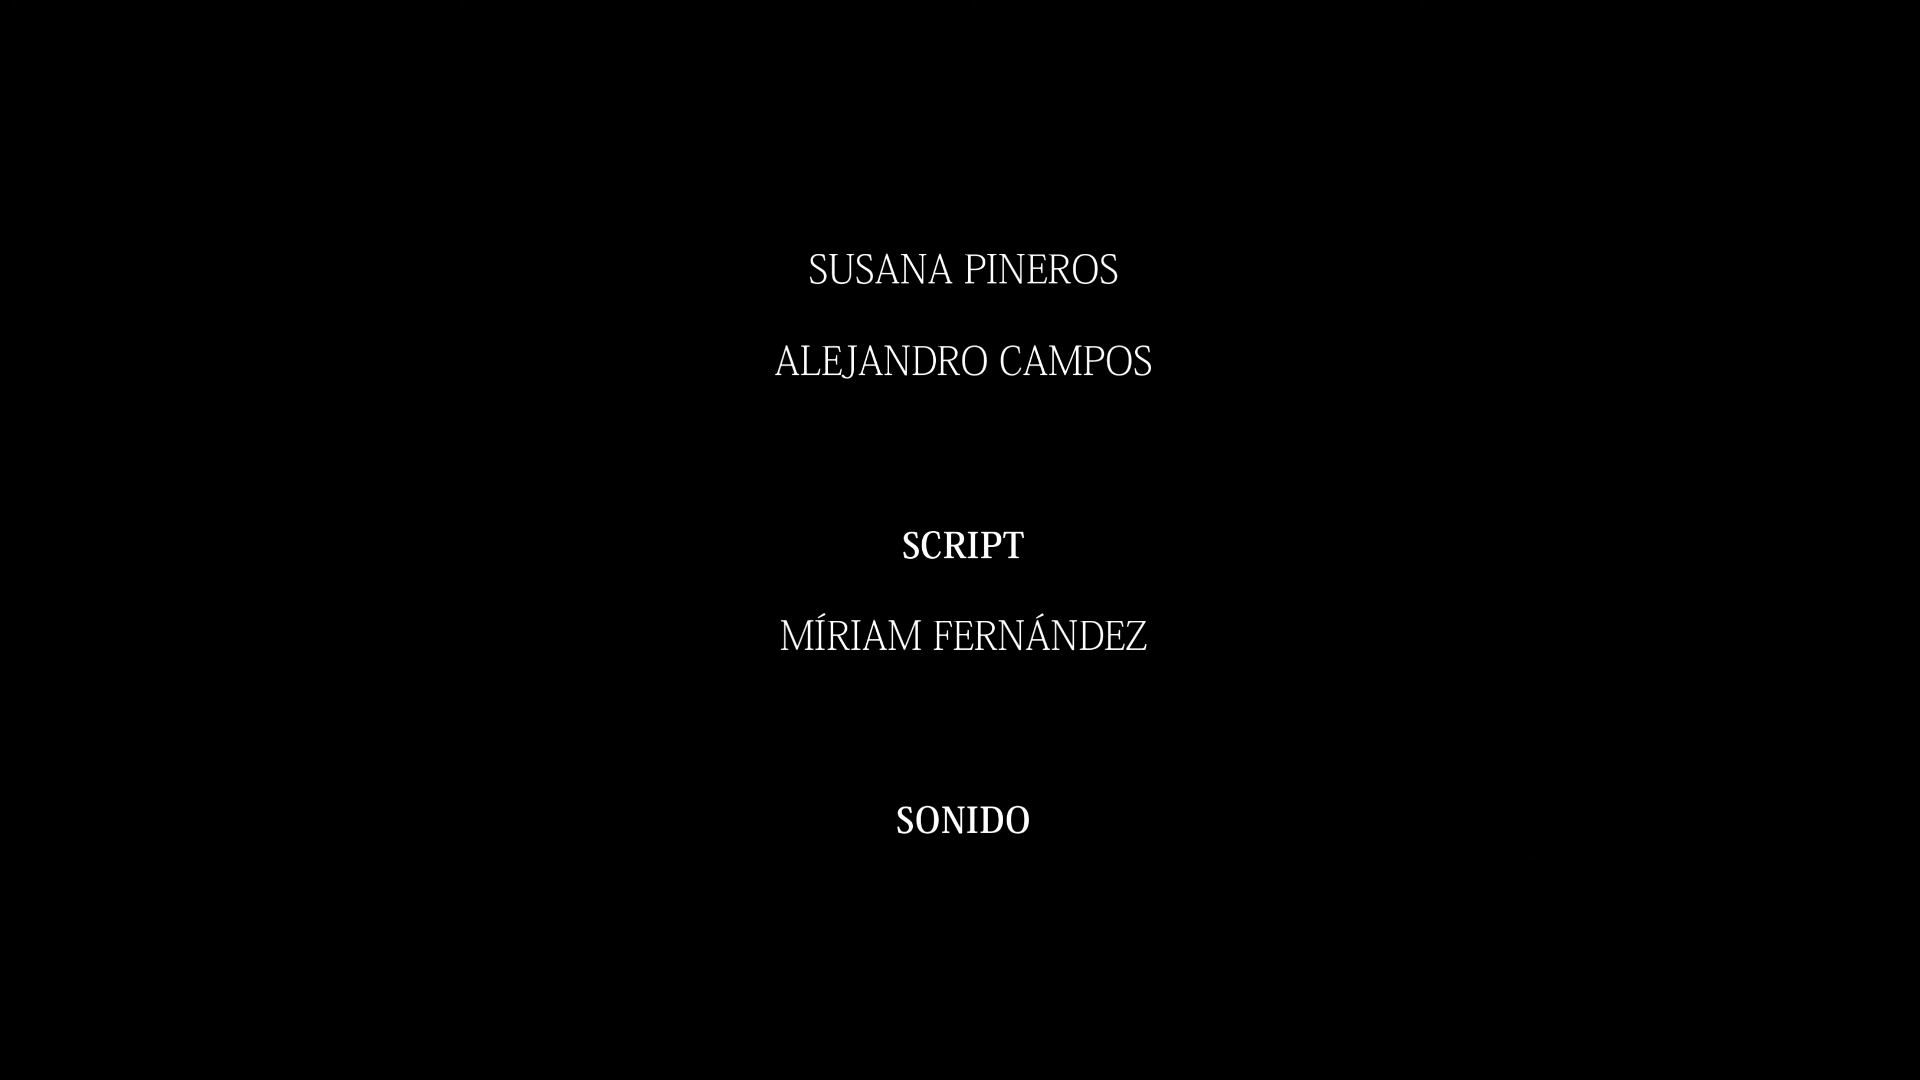 SUSANA PINEROS
ALEJANDRO CAMPOS
SCRIPT
MÍRIAM FERNÁNDEZ
SONIDO